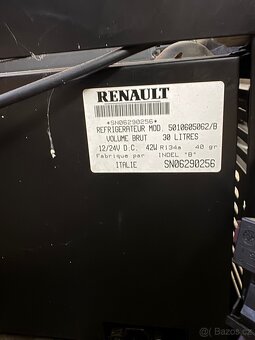 RENAULT
*SN06290256*
REFRIGERATEUR MOD. 5010605062/B
VOLUME BRUT 30 LITRES
12/24V D.C. 42W R134a 40 gr
Fabrique par INDEL "B"
ITALIE SN06290256
Bazos.cz